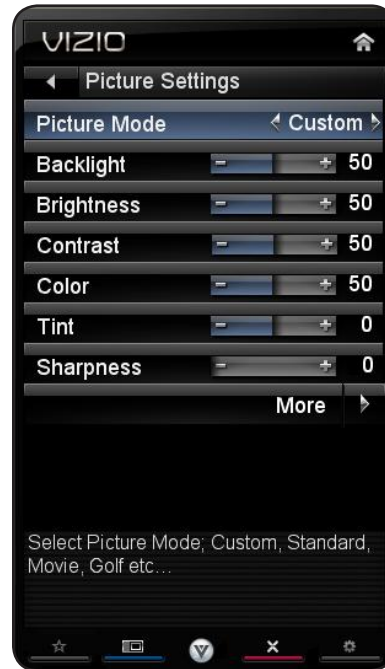 VIZIO
Picture Settings
Picture Mode Custom
Backlight - + 50
Brightness - + 50
Contrast - + 50
Color - + 50
Tint - + 0
Sharpness - + 0
More
Select Picture Mode; Custom, Standard,
Movie, Golf etc...
V